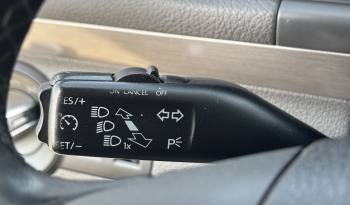 ON CANCEL OFF
RES/+
1x
P
SET/-